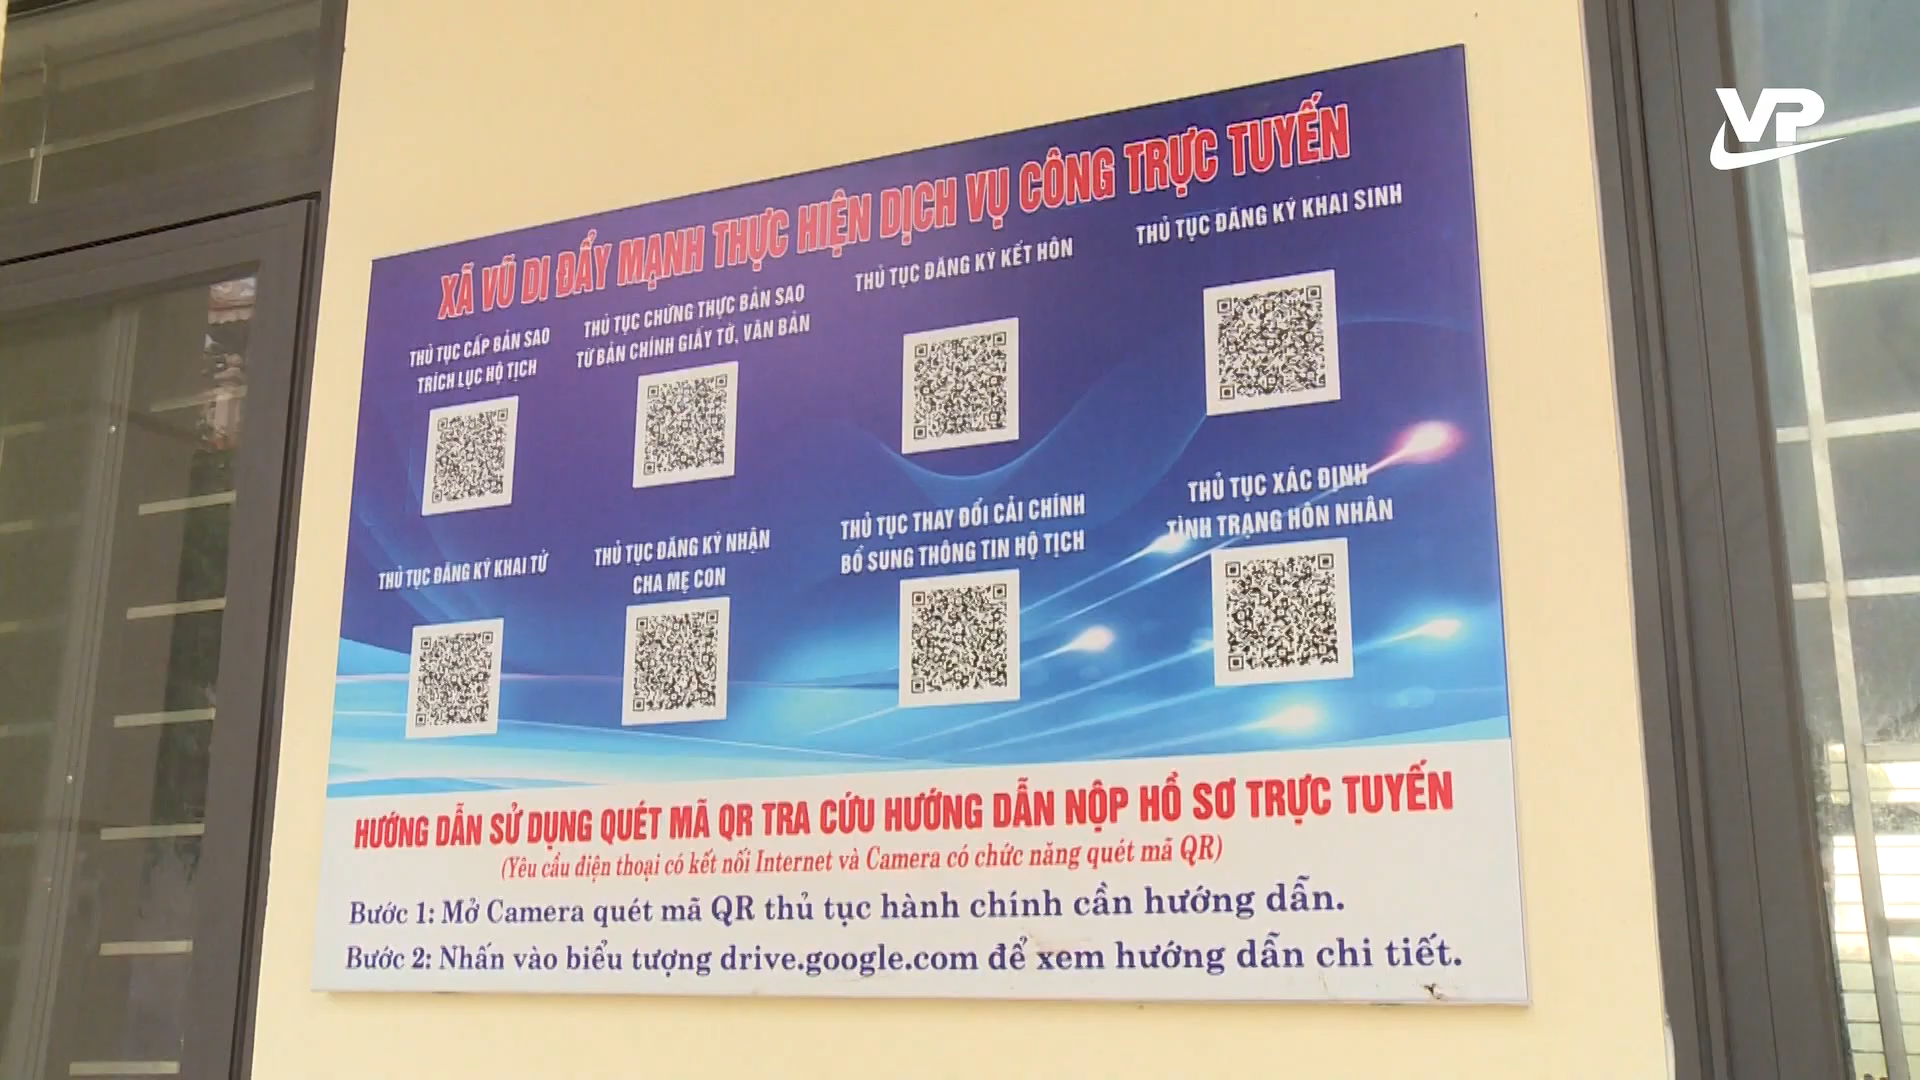 VP
XÃ VŨ DI ĐẨY MẠNH THỰC HIỆN DỊCH VỤ CÔNG TRỰC TUYẾN
THỦ TỤC CẤP BẢN SAO
TRÍCH LỤC HỘ TỊCH
THỦ TỤC CHỨNG THỰC BẢN SAO
TỪ BẢN CHÍNH GIẤY TỜ, VĂN BẢN
THỦ TỤC ĐĂNG KÝ KẾT HÔN
THỦ TỤC ĐĂNG KÝ KHAI SINH
THỦ TỤC ĐĂNG KÝ KHAI TỬ
THỦ TỤC ĐĂNG KÝ NHẬN
CHA MẸ CON
THỦ TỤC THAY ĐỔI CẢI CHÍNH
BỔ SUNG THÔNG TIN HỘ TỊCH
THỦ TỤC XÁC ĐỊNH
TÌNH TRẠNG HÔN NHÂN
HƯỚNG DẪN SỬ DỤNG QUÉT MÃ QR TRA CỨU HƯỚNG DẪN NỘP HỒ SƠ TRỰC TUYẾN
(Yêu cầu điện thoại có kết nối Internet và Camera có chức năng quét mã QR)
Bước 1: Mở Camera quét mã QR thủ tục hành chính cần hướng dẫn.
Bước 2: Nhấn vào biểu tượng drive.google.com để xem hướng dẫn chi tiết.